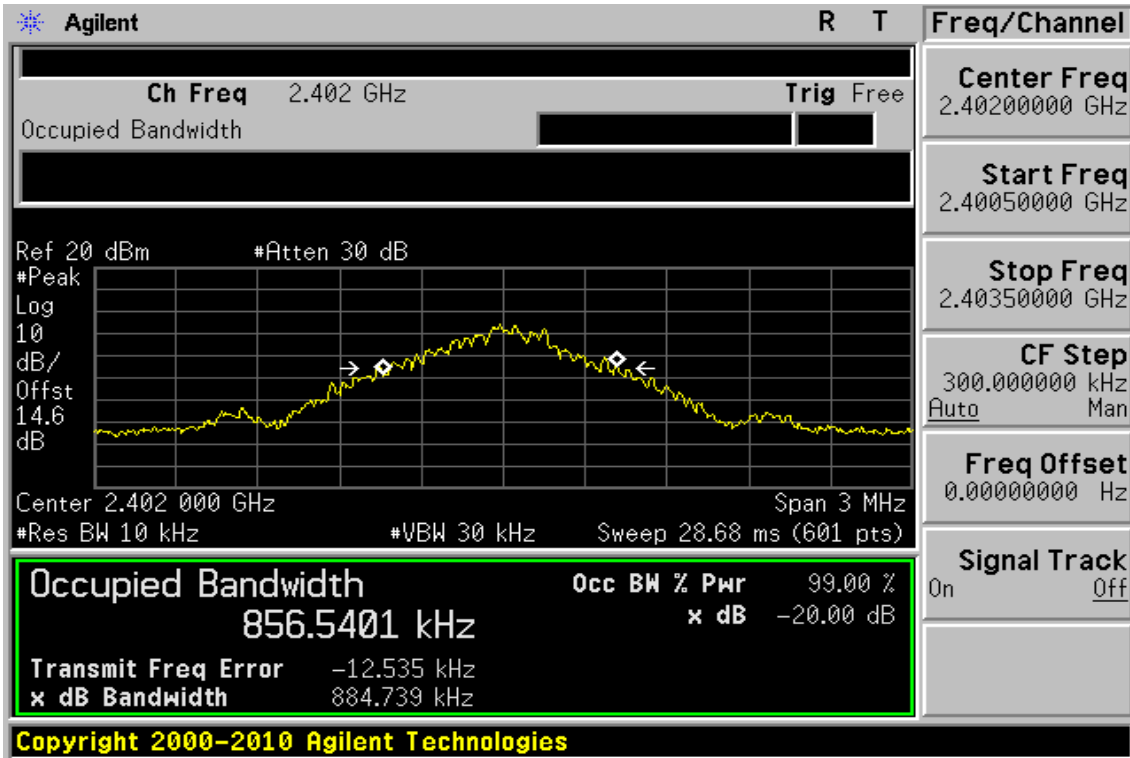 Agilent R T
Ch Freq 2.402 GHz Trig Free
Occupied Bandwidth
Ref 20 dBm #Atten 30 dB
#Peak
Log
10
dB/
Offst
14.6
dB
Center 2.402 000 GHz Span 3 MHz
#Res BW 10 kHz #VBW 30 kHz Sweep 28.68 ms (601 pts)
Occupied Bandwidth
856.5401 kHz
Occ BW % Pwr 99.00 %
x dB -20.00 dB
Transmit Freq Error -12.535 kHz
x dB Bandwidth 884.739 kHz
Copyright 2000-2010 Agilent Technologies
Freq/Channel
Center Freq
2.40200000 GHz
Start Freq
2.40050000 GHz
Stop Freq
2.40350000 GHz
CF Step
300.000000 kHz
Auto Man
Freq Offset
0.00000000 Hz
Signal Track
On Off